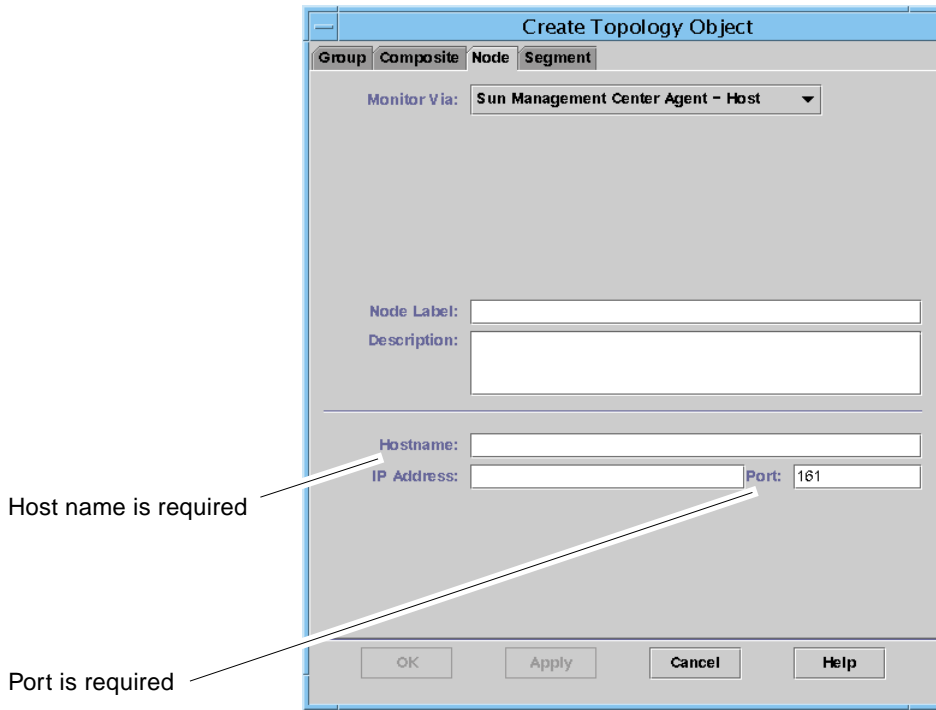 Create Topology Object
Group Composite Node Segment
Monitor Via: Sun Management Center Agent - Host
Node Label:
Description:
Hostname:
IP Address: Port: 161
Host name is required
OK Apply Cancel Help
Port is required